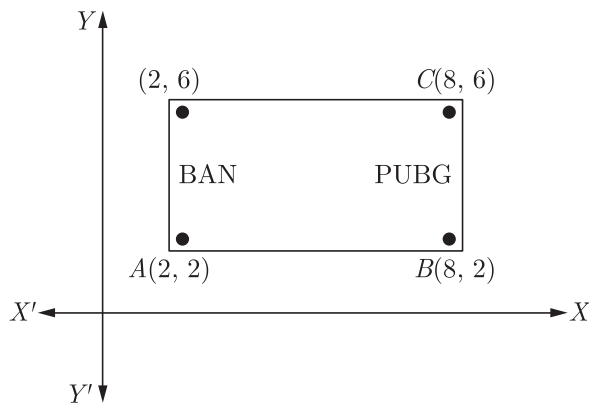 Y
(2, 6) C(8, 6)
BAN PUBG
A(2, 2) B(8, 2)
X′ X
Y′